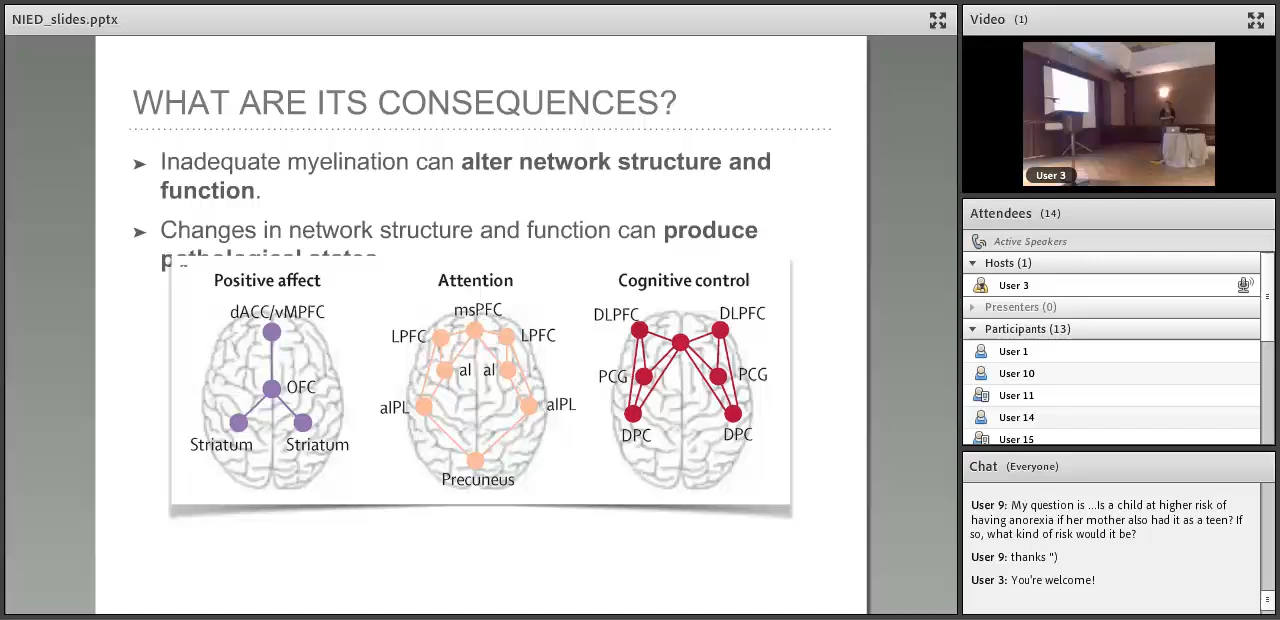 NIED_slides.pptx
WHAT ARE ITS CONSEQUENCES?
➤ Inadequate myelination can alter network structure and
function.
➤ Changes in network structure and function can produce
pathological states
Positive affect
dACC/vMPFC
OFC
Striatum Striatum
Attention
msPFC
LPFC LPFC
aI aI
aIPL aIPL
Precuneus
Cognitive control
DLPFC DLPFC
PCG PCG
DPC DPC
Video (1)
User 3
Attendees (14)
Active Speakers
Hosts (1)
User 3
Presenters (0)
Participants (13)
User 1
User 10
User 11
User 14
User 15
Chat (Everyone)
User 9: My question is ...Is a child at higher risk of
having anorexia if her mother also had it as a teen? If
so, what kind of risk would it be?
User 9: thanks ")
User 3: You're welcome!